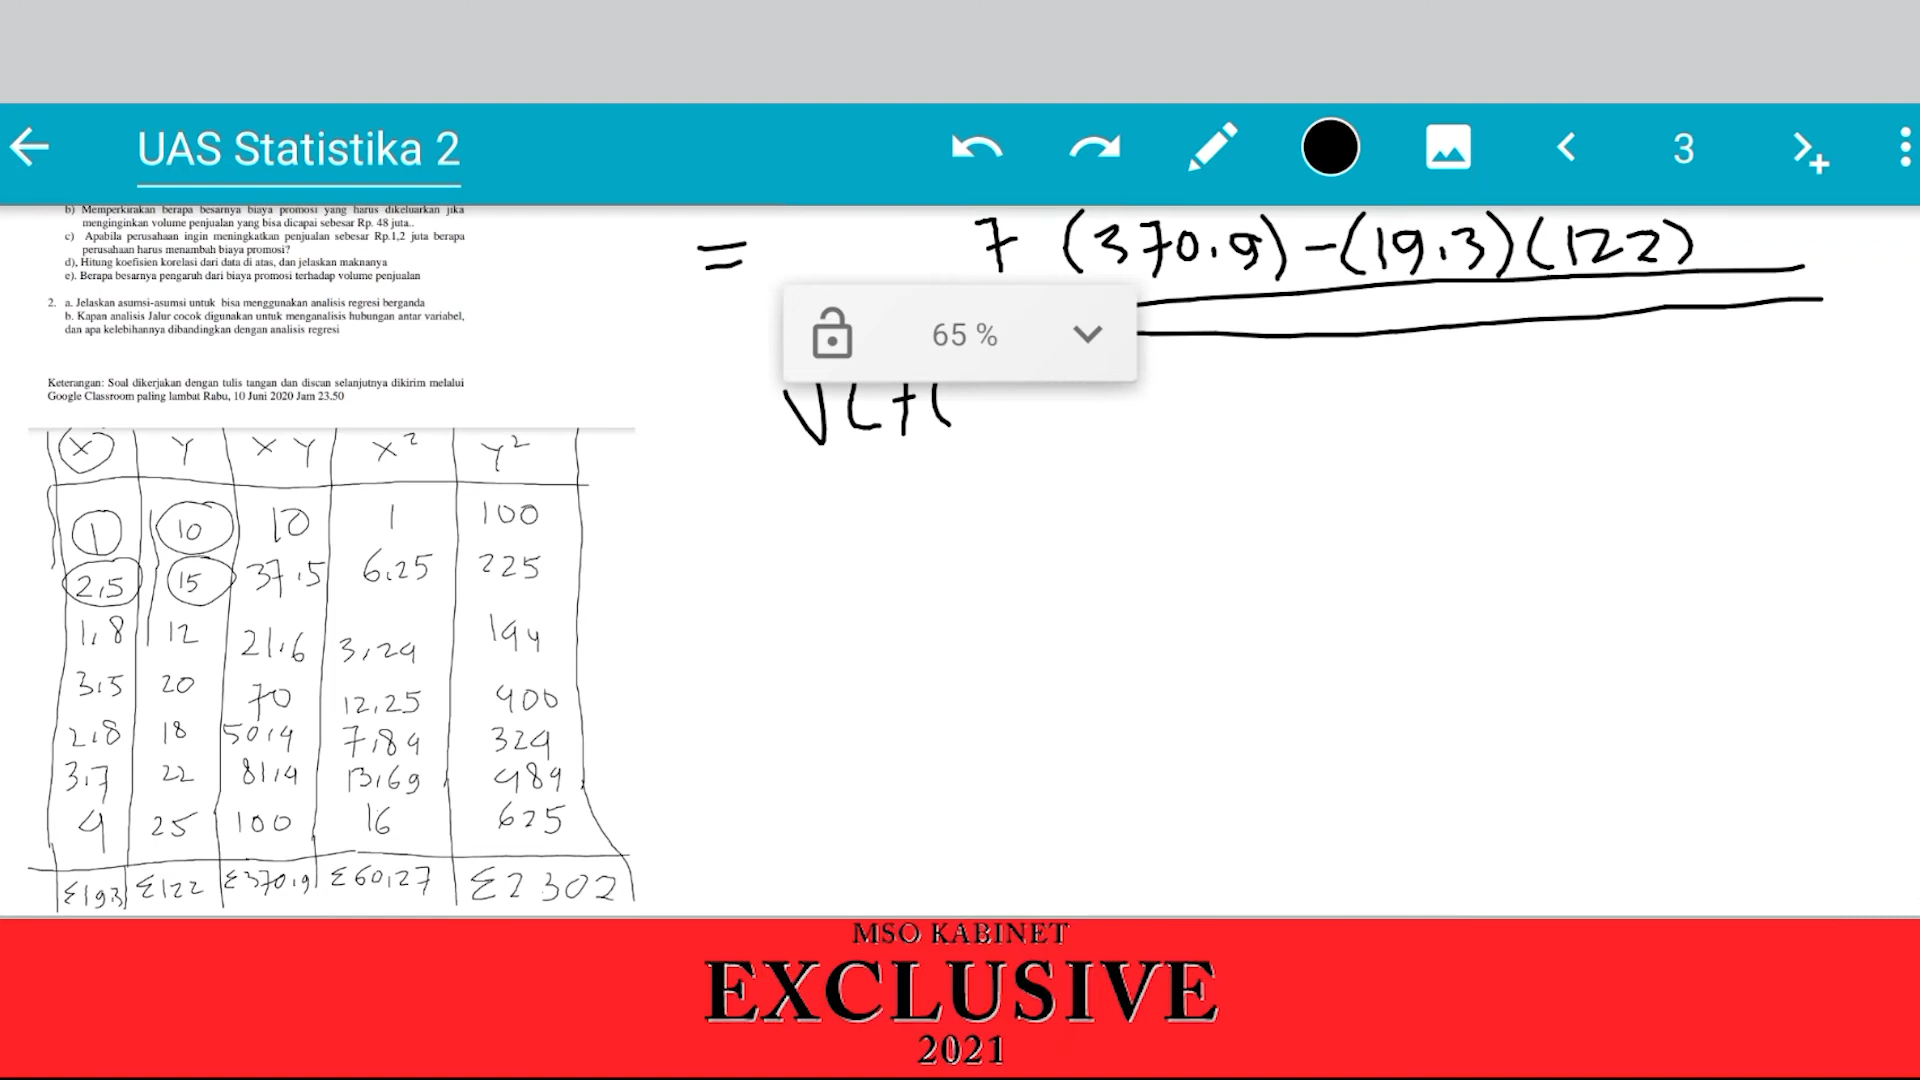 UAS Statistika 2
3
b) Memperkirakan berapa besarnya biaya promosi yang harus dikeluarkan jika
menginginkan volume penjualan yang bisa dicapai sebesar Rp. 48 juta..
c) Apabila perusahaan ingin meningkatkan penjualan sebesar Rp.1,2 juta berapa
perusahaan harus menambah biaya promosi?
d), Hitung koefisien korelasi dari data di atas, dan jelaskan maknanya
e). Berapa besarnya pengaruh dari biaya promosi terhadap volume penjualan
2. a. Jelaskan asumsi-asumsi untuk bisa menggunakan analisis regresi berganda
b. Kapan analisis Jalur cocok digunakan untuk menganalisis hubungan antar variabel,
dan apa kelebihannya dibandingkan dengan analisis regresi
Keterangan: Soal dikerjakan dengan tulis tangan dan discan selanjutnya dikirim melalui
Google Classroom paling lambat Rabu, 10 Juni 2020 Jam 23.50
= 7 (370,9) - (19,3) (122)
65 %
X Y XY X² Y²
1 10 10 1 100
2,5 15 37,5 6,25 225
1,8 12 21,6 3,24 144
3,5 20 70 12,25 400
2,8 18 50,4 7,84 324
3,7 22 81,4 13,69 484
4 25 100 16 625
Σ19,3 Σ122 Σ370,9 Σ60,27 Σ2302
MSO KABINET
EXCLUSIVE
2021